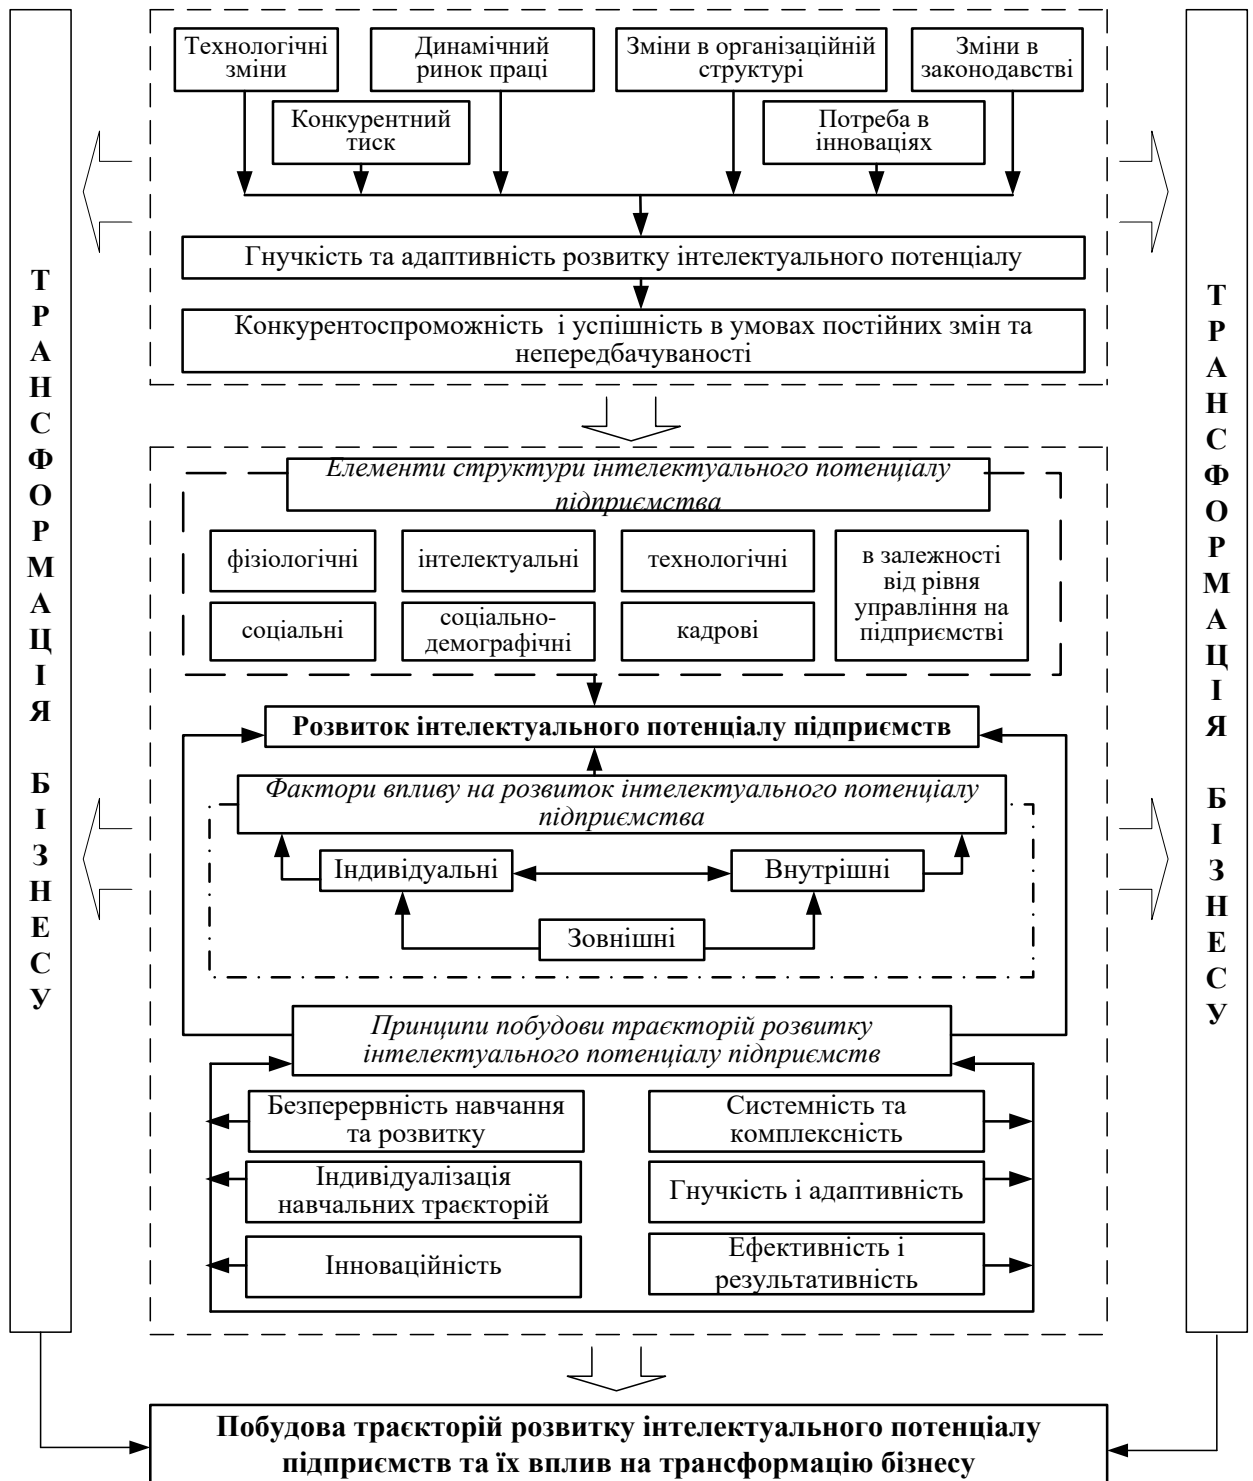 Технологічні
зміни
Динамічний
ринок праці
Зміни в організаційній
структурі
Зміни в
законодавстві
Конкурентний
тиск
Потреба в
інноваціях
Гнучкість та адаптивність розвитку інтелектуального потенціалу
Конкурентоспроможність і успішність в умовах постійних змін та
непередбачуваності
ТРАНСФОРМАЦІЯ БІЗНЕСУ
ТРАНСФОРМАЦІЯ БІЗНЕСУ
Елементи структури інтелектуального потенціалу
підприємства
фізіологічні
інтелектуальні
технологічні
в залежності
від рівня
управління на
підприємстві
соціальні
соціально-
демографічні
кадрові
Розвиток інтелектуального потенціалу підприємств
Фактори впливу на розвиток інтелектуального потенціалу
підприємства
Індивідуальні
Внутрішні
Зовнішні
Принципи побудови траєкторій розвитку
інтелектуального потенціалу підприємств
Безперервність навчання
та розвитку
Системність та
комплексність
Індивідуалізація
навчальних траєкторій
Гнучкість і адаптивність
Інноваційність
Ефективність і
результативність
Побудова траєкторій розвитку інтелектуального потенціалу
підприємств та їх вплив на трансформацію бізнесу